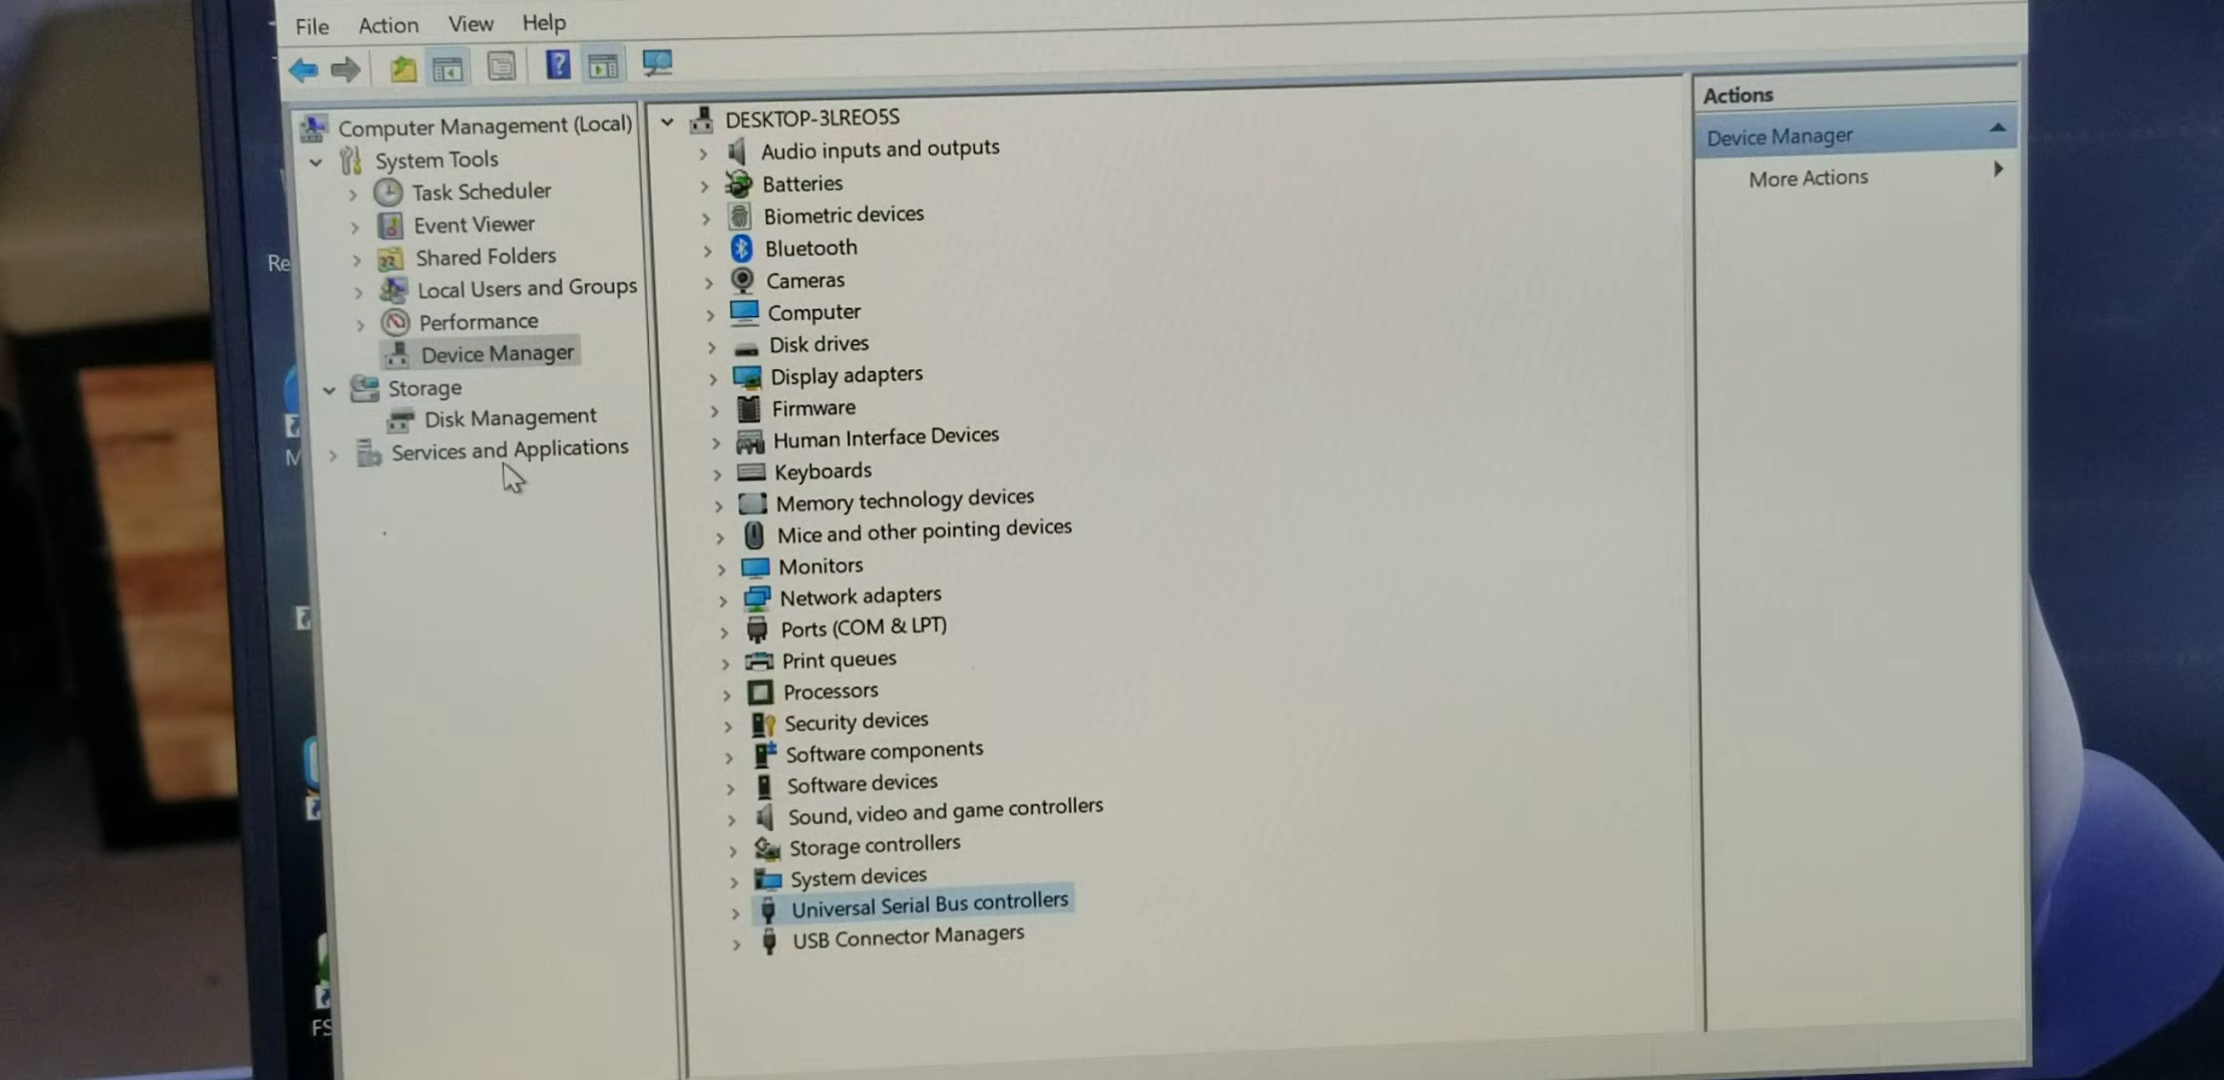 File Action View Help
Computer Management (Local)
System Tools
Task Scheduler
Event Viewer
Shared Folders
Local Users and Groups
Performance
Device Manager
Storage
Disk Management
Services and Applications
DESKTOP-3LREO5S
Audio inputs and outputs
Batteries
Biometric devices
Bluetooth
Cameras
Computer
Disk drives
Display adapters
Firmware
Human Interface Devices
Keyboards
Memory technology devices
Mice and other pointing devices
Monitors
Network adapters
Ports (COM & LPT)
Print queues
Processors
Security devices
Software components
Software devices
Sound, video and game controllers
Storage controllers
System devices
Universal Serial Bus controllers
USB Connector Managers
Actions
Device Manager
More Actions
Re
M
FS